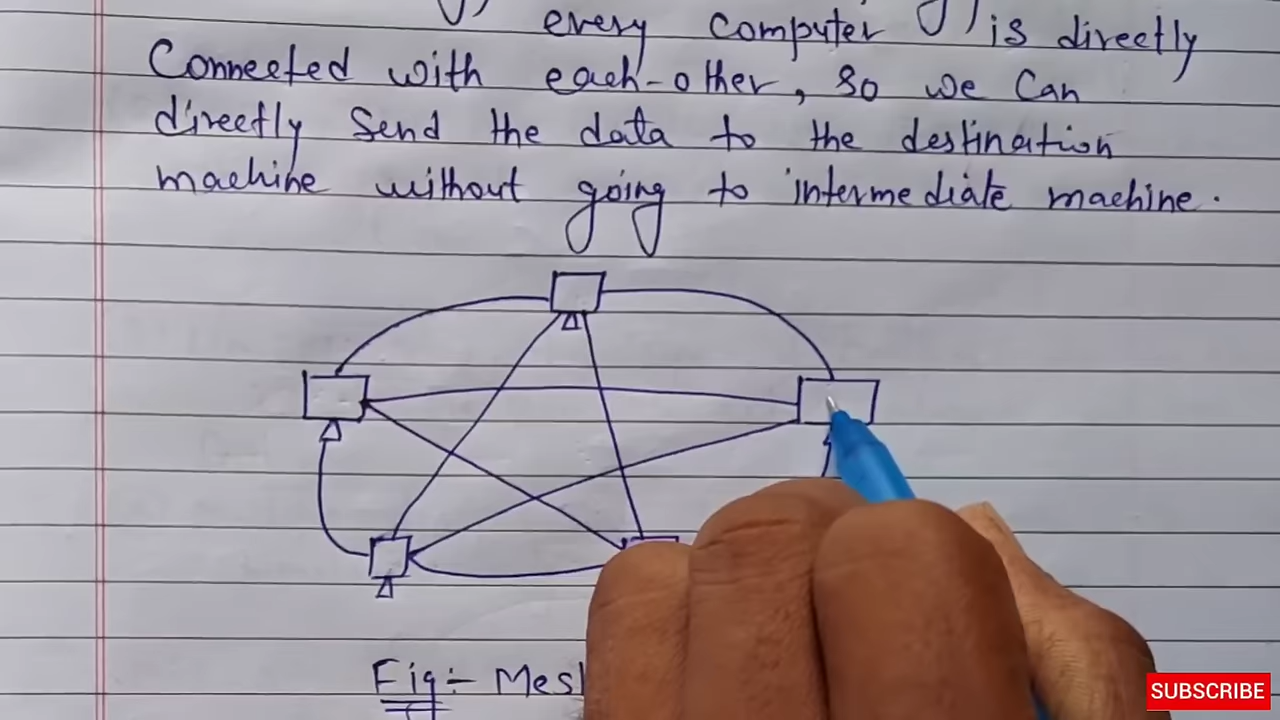 every computer is directly
Connected with each-other, so we can
directly Send the data to the destination
machine without going to intermediate machine.
Fig:- Mes
SUBSCRIBE